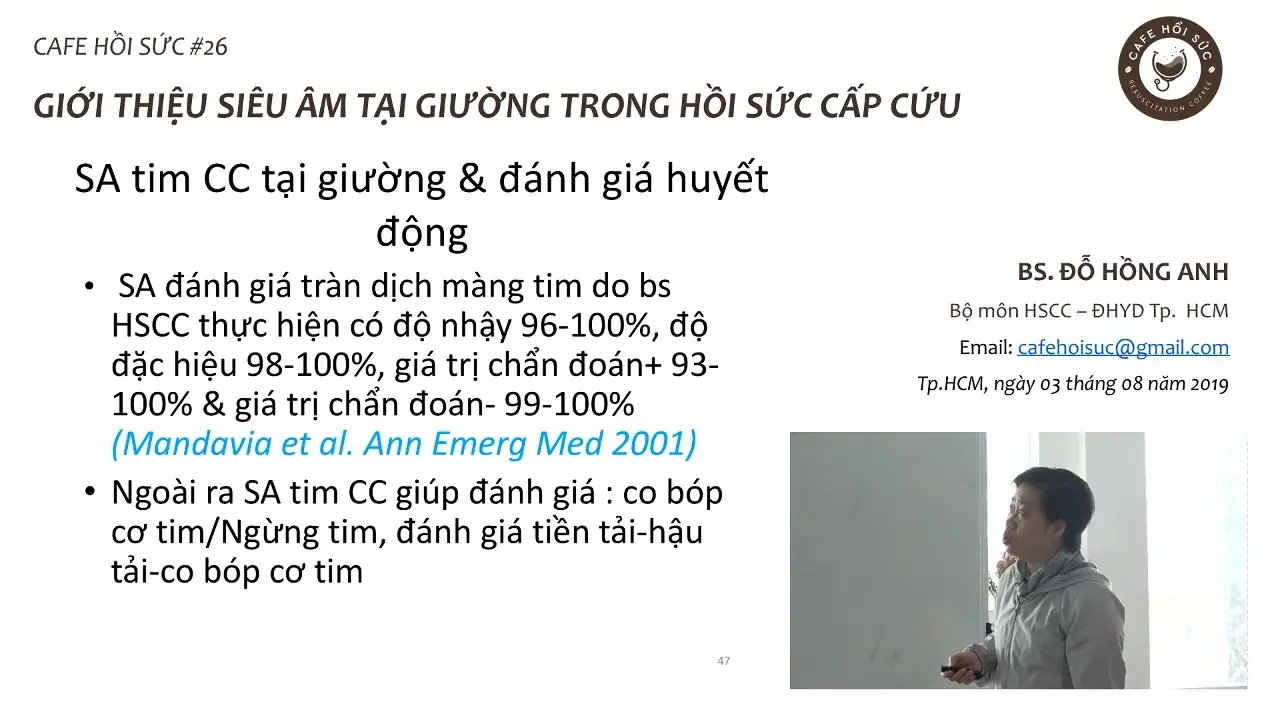 CAFE HỒI SỨC #26
GIỚI THIỆU SIÊU ÂM TẠI GIƯỜNG TRONG HỒI SỨC CẤP CỨU
CAFE HỒI SỨC
RESUSCITATION COFFEE
SA tim CC tại giường & đánh giá huyết
động
• SA đánh giá tràn dịch màng tim do bs
HSCC thực hiện có độ nhậy 96-100%, độ
đặc hiệu 98-100%, giá trị chẩn đoán+ 93-
100% & giá trị chẩn đoán- 99-100%
(Mandavia et al. Ann Emerg Med 2001)
• Ngoài ra SA tim CC giúp đánh giá : co bóp
cơ tim/Ngừng tim, đánh giá tiền tải-hậu
tải-co bóp cơ tim
47
BS. ĐỖ HỒNG ANH
Bộ môn HSCC – ĐHYD Tp. HCM
Email: cafehoisuc@gmail.com
Tp.HCM, ngày 03 tháng 08 năm 2019